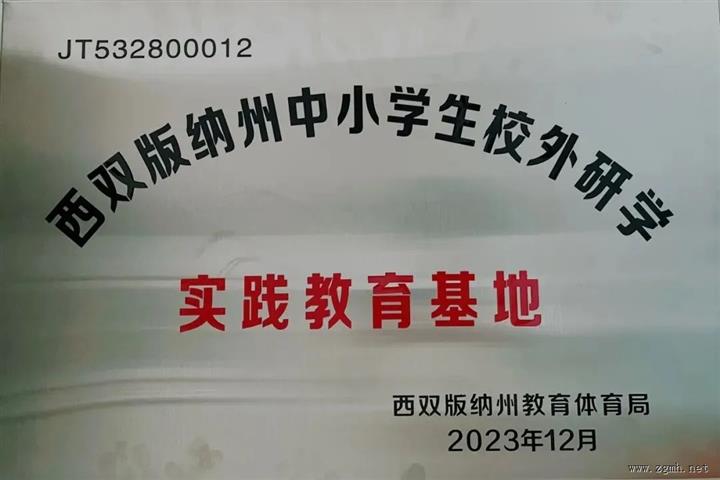 JT532800012
西双版纳州中小学生校外研学
实践教育基地
西双版纳州教育体育局
2023年12月
www.zgmh.net